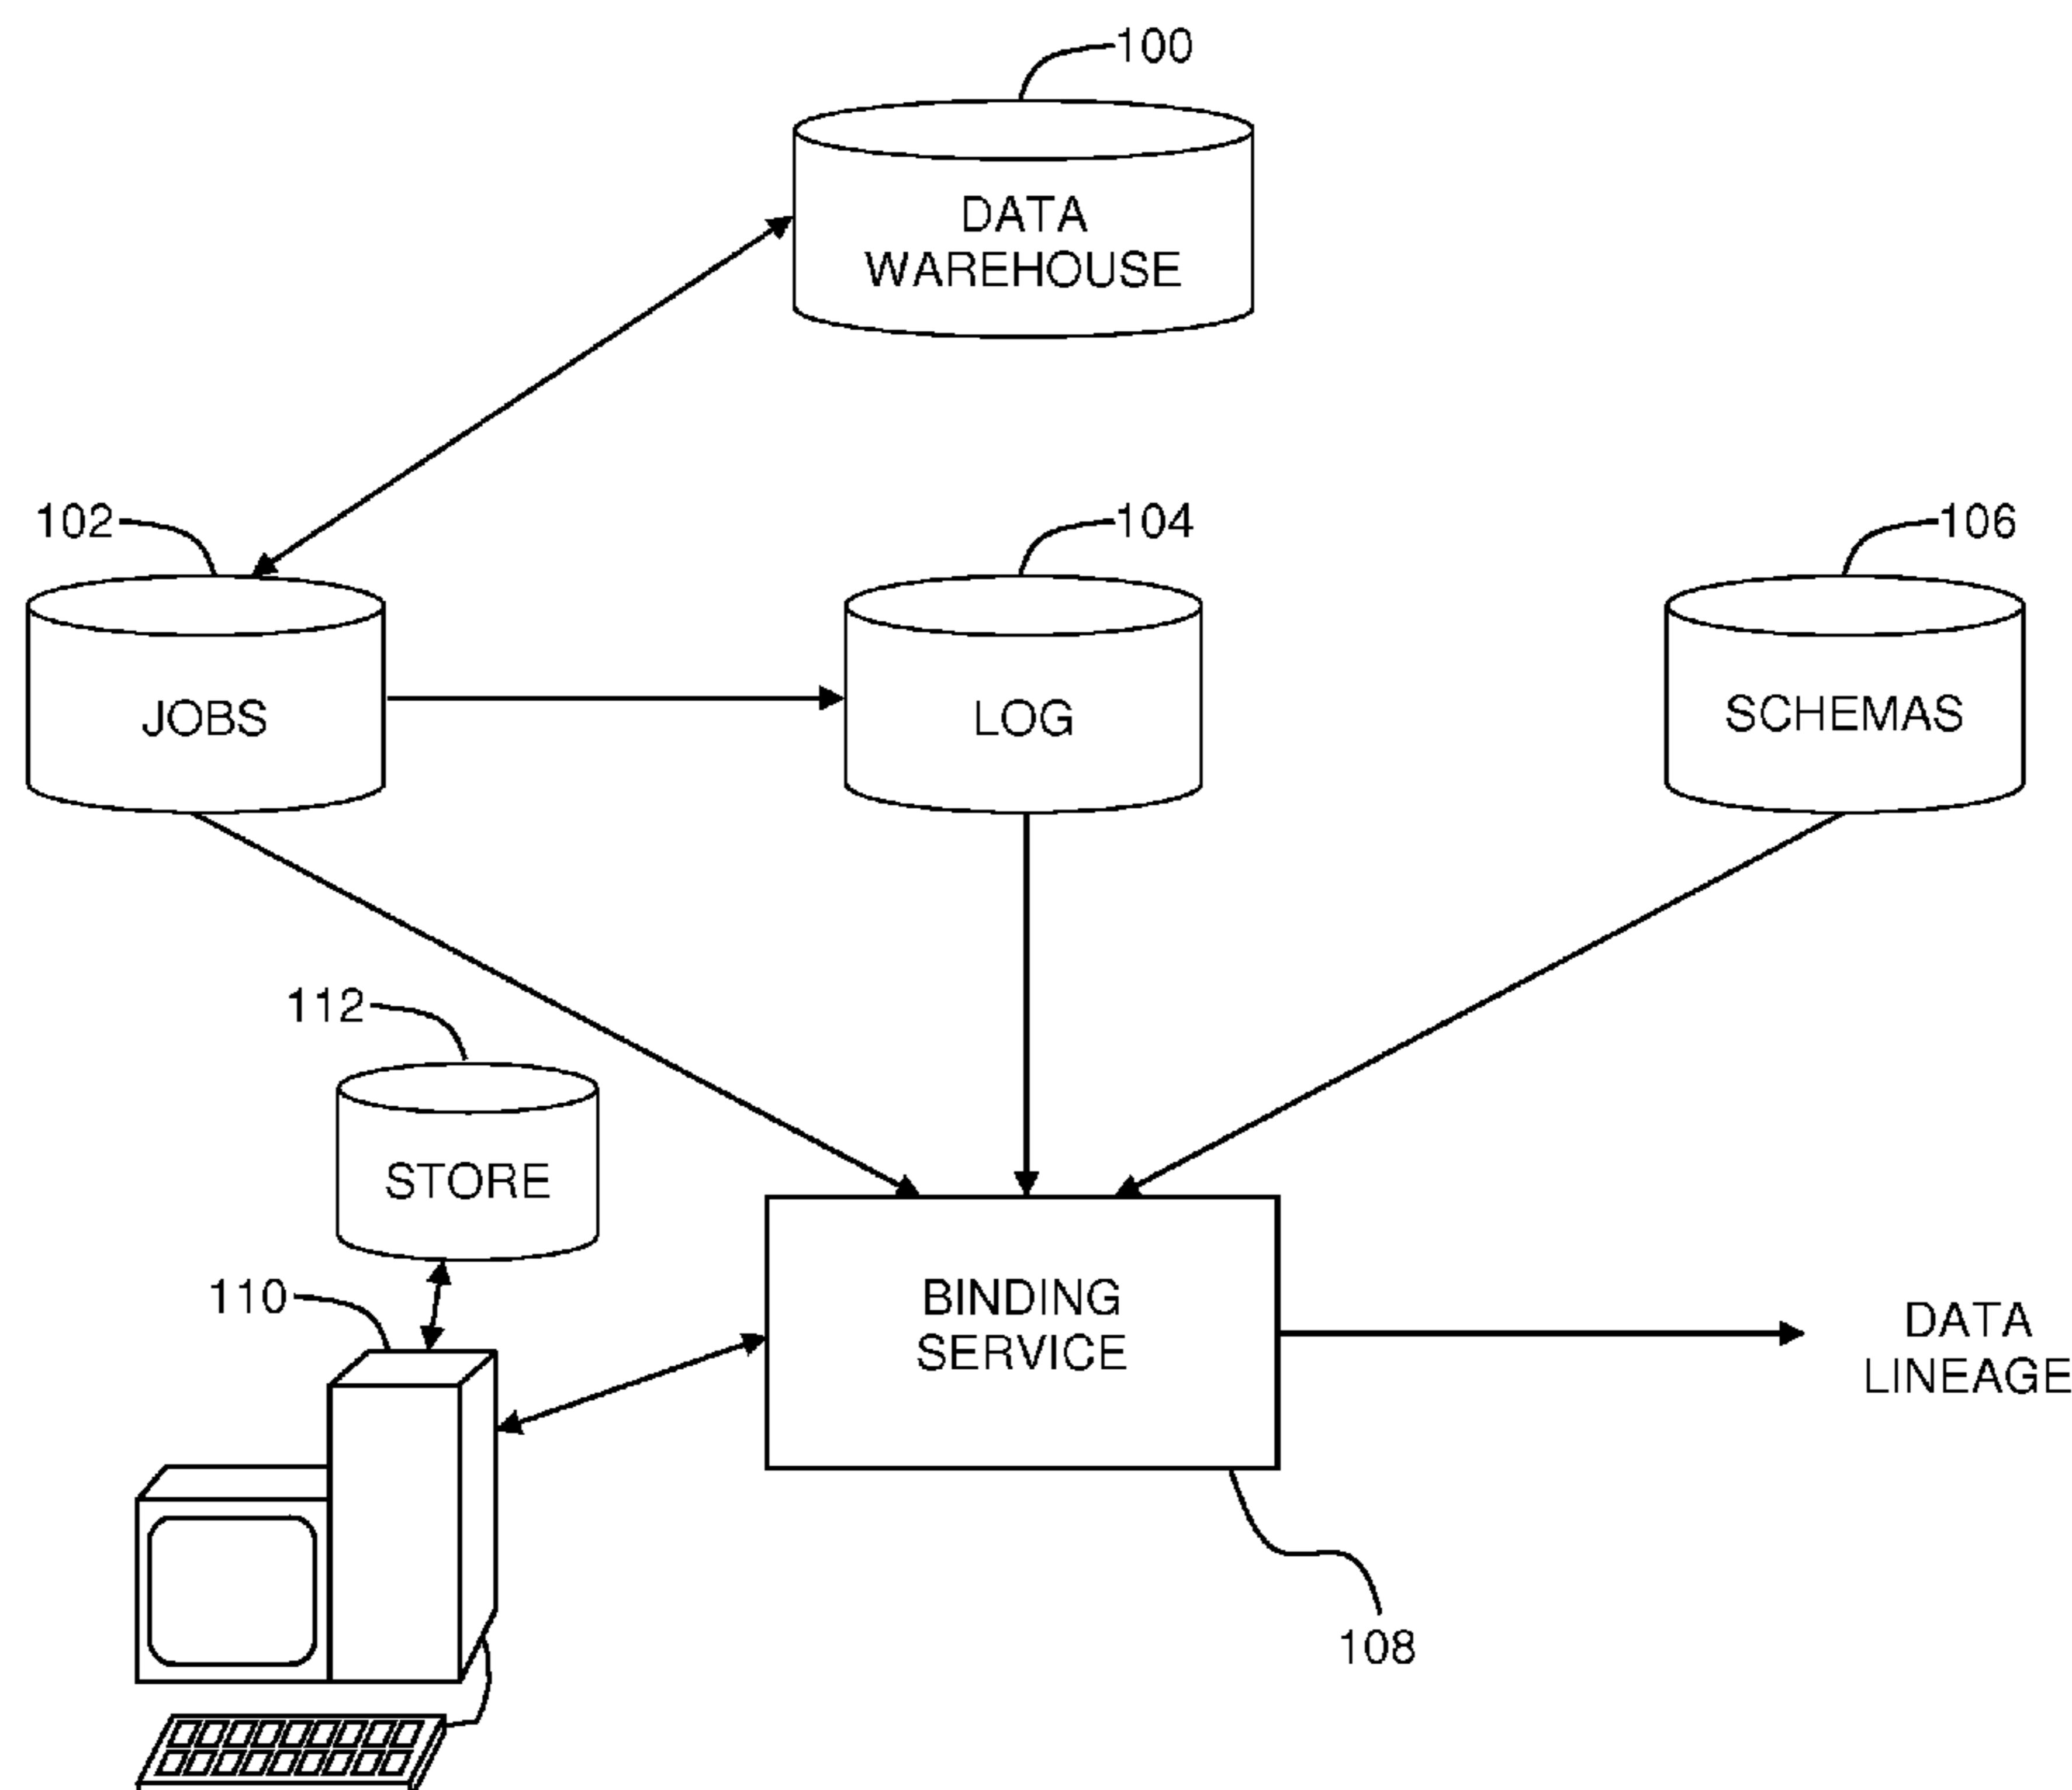 100
DATA
WAREHOUSE
102
104
106
JOBS
LOG
SCHEMAS
112
STORE
110
BINDING
SERVICE
DATA
LINEAGE
108